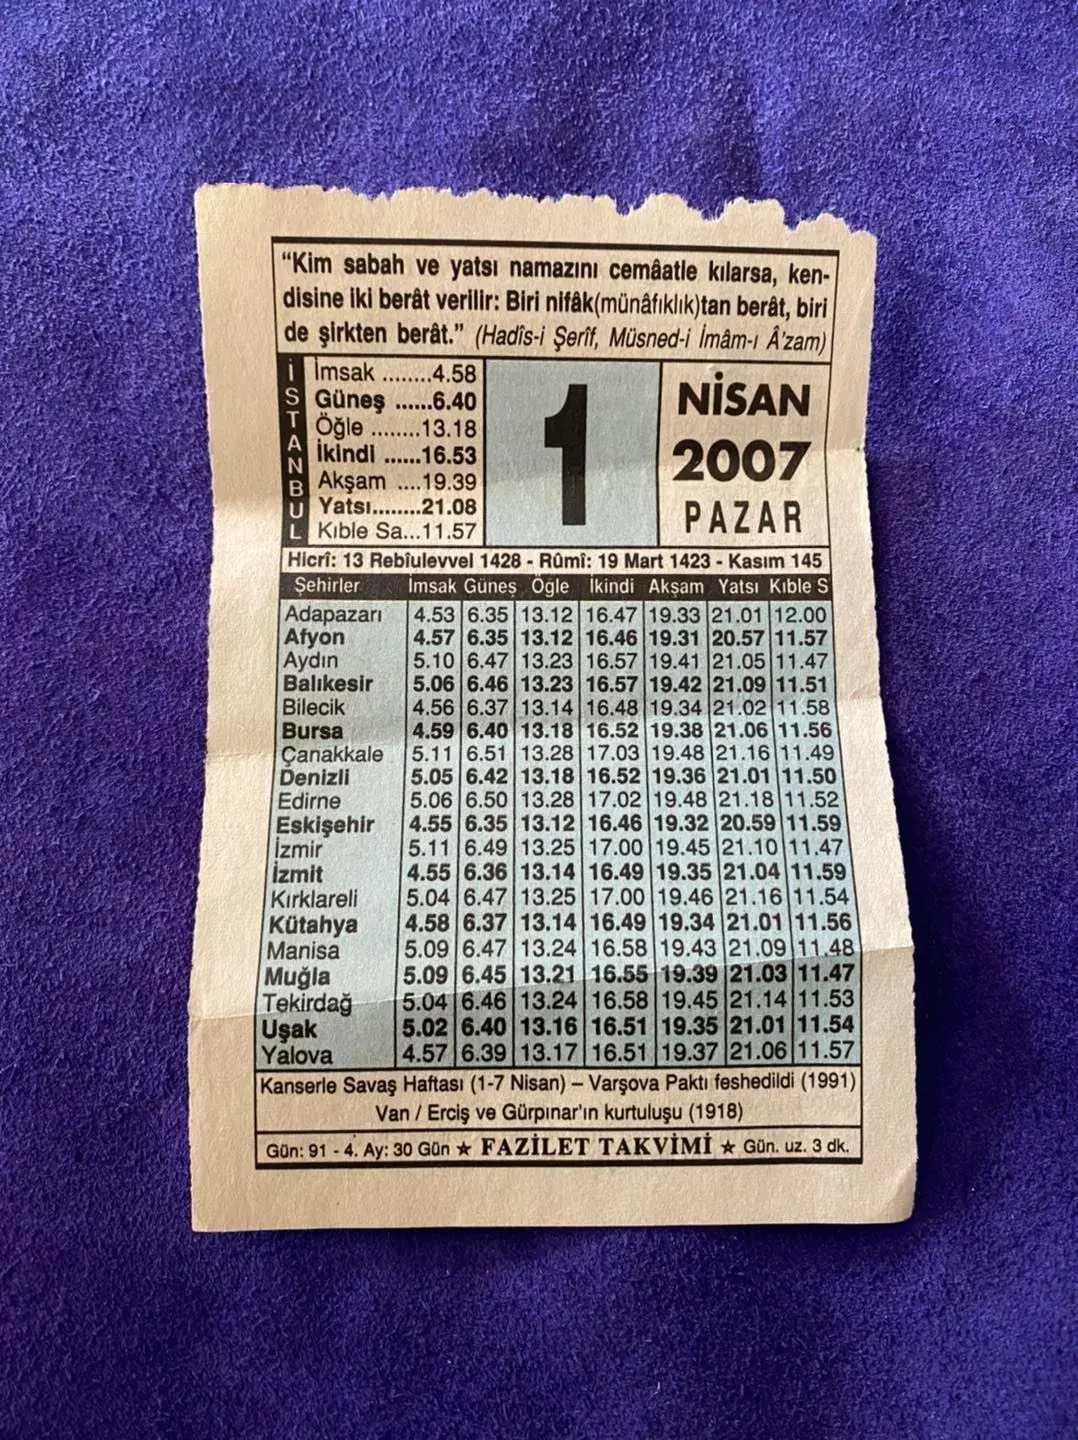 “Kim sabah ve yatsı namazını cemâatle kılarsa, ken-
disine iki berât verilir: Biri nifâk(münâfıklık)tan berât, biri
de şirkten berât.” (Hadîs-i Şerîf, Müsned-i İmâm-ı Â'zam)
İSTANBUL
İmsak ........4.58
Güneş ......6.40
Öğle ........13.18
İkindi ......16.53
Akşam ....19.39
Yatsı........21.08
Kıble Sa...11.57
1
NİSAN
2007
PAZAR
Hicrî: 13 Rebîulevvel 1428 - Rûmî: 19 Mart 1423 - Kasım 145
Şehirler İmsak Güneş Öğle İkindi Akşam Yatsı Kıble S
Adapazarı 4.53 6.35 13.12 16.47 19.33 21.01 12.00
Afyon 4.57 6.35 13.12 16.46 19.31 20.57 11.57
Aydın 5.10 6.47 13.23 16.57 19.41 21.05 11.47
Balıkesir 5.06 6.46 13.23 16.57 19.42 21.09 11.51
Bilecik 4.56 6.37 13.14 16.48 19.34 21.02 11.58
Bursa 4.59 6.40 13.18 16.52 19.38 21.06 11.56
Çanakkale 5.11 6.51 13.28 17.03 19.48 21.16 11.49
Denizli 5.05 6.42 13.18 16.52 19.36 21.01 11.50
Edirne 5.06 6.50 13.28 17.02 19.48 21.18 11.52
Eskişehir 4.55 6.35 13.12 16.46 19.32 20.59 11.59
İzmir 5.11 6.49 13.25 17.00 19.45 21.10 11.47
İzmit 4.55 6.36 13.14 16.49 19.35 21.04 11.59
Kırklareli 5.04 6.47 13.25 17.00 19.46 21.16 11.54
Kütahya 4.58 6.37 13.14 16.49 19.34 21.01 11.56
Manisa 5.09 6.47 13.24 16.58 19.43 21.09 11.48
Muğla 5.09 6.45 13.21 16.55 19.39 21.03 11.47
Tekirdağ 5.04 6.46 13.24 16.58 19.45 21.14 11.53
Uşak 5.02 6.40 13.16 16.51 19.35 21.01 11.54
Yalova 4.57 6.39 13.17 16.51 19.37 21.06 11.57
Kanserle Savaş Haftası (1-7 Nisan) – Varşova Paktı feshedildi (1991)
Van / Erciş ve Gürpınar'ın kurtuluşu (1918)
Gün: 91 - 4. Ay: 30 Gün ★ FAZİLET TAKVİMİ ★ Gün. uz. 3 dk.